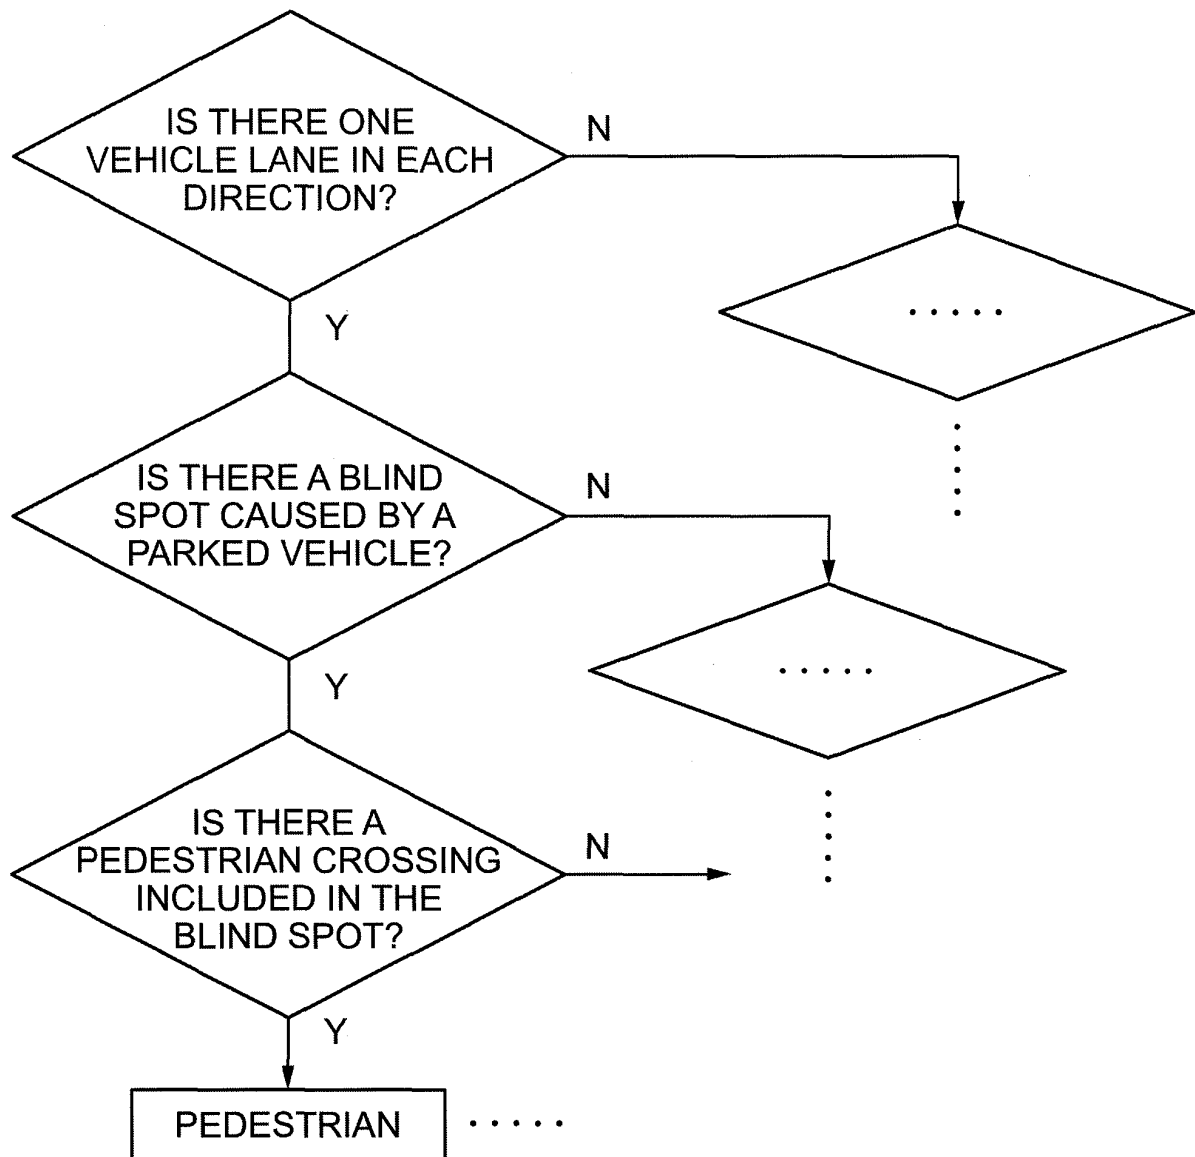 IS THERE ONE
VEHICLE LANE IN EACH
DIRECTION?
N
. . . . .
Y
IS THERE A BLIND
SPOT CAUSED BY A
PARKED VEHICLE?
N
. . . . .
Y
IS THERE A
PEDESTRIAN CROSSING
INCLUDED IN THE
BLIND SPOT?
N
Y
PEDESTRIAN
. . . . .